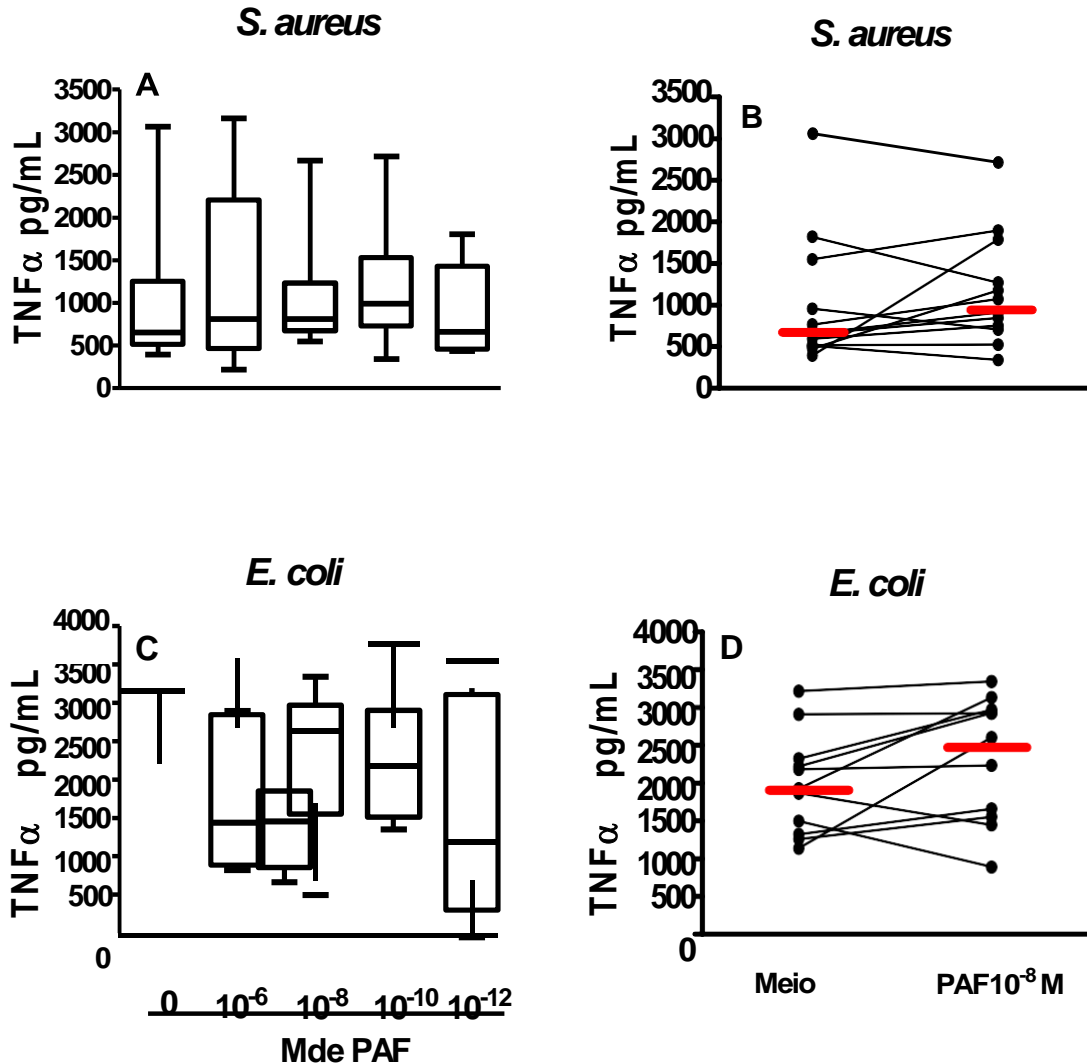 S. aureus
A
TNFα pg/mL
3500
3000
2500
2000
1500
1000
500
0
S. aureus
B
TNFα pg/mL
3500
3000
2500
2000
1500
1000
500
0
E. coli
C
TNFα pg/mL
4000
3500
3000
2500
2000
1500
1000
500
0
0 10⁻⁶ 10⁻⁸ 10⁻¹⁰ 10⁻¹²
Mde PAF
E. coli
D
TNFα pg/mL
4000
3500
3000
2500
2000
1500
1000
500
0
Meio PAF10⁻⁸ M